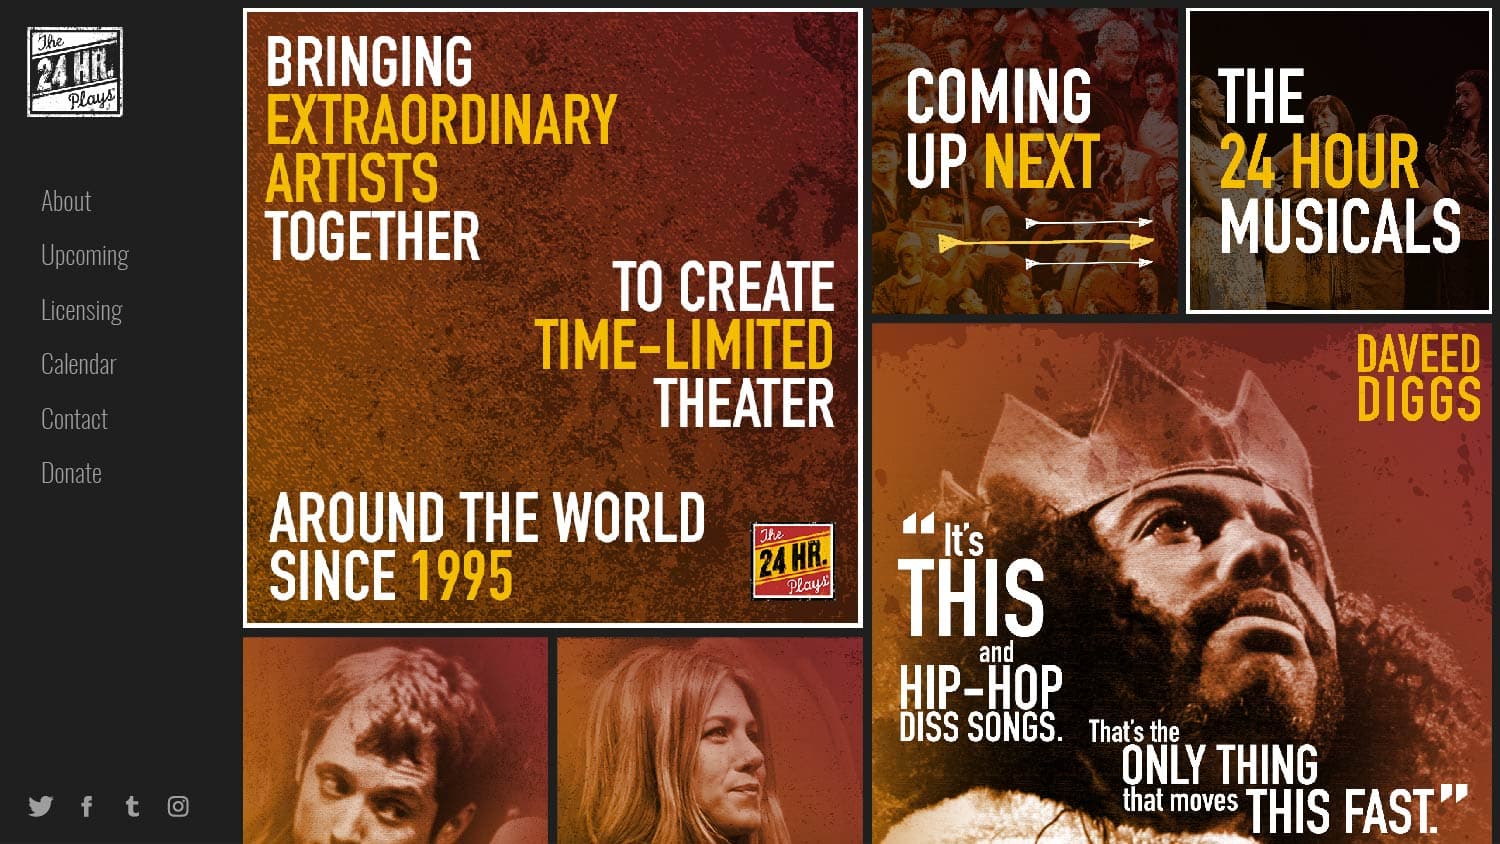 The
24 HR.
Plays
About
Upcoming
Licensing
Calendar
Contact
Donate
BRINGING
EXTRAORDINARY
ARTISTS
TOGETHER
TO CREATE
TIME-LIMITED
THEATER
AROUND THE WORLD
SINCE 1995
The
24 HR.
Plays
COMING
UP NEXT
THE
24 HOUR
MUSICALS
DAVEED
DIGGS
“It's
THIS
and
HIP-HOP
DISS SONGS.
That's the
ONLY THING
that moves THIS FAST.”